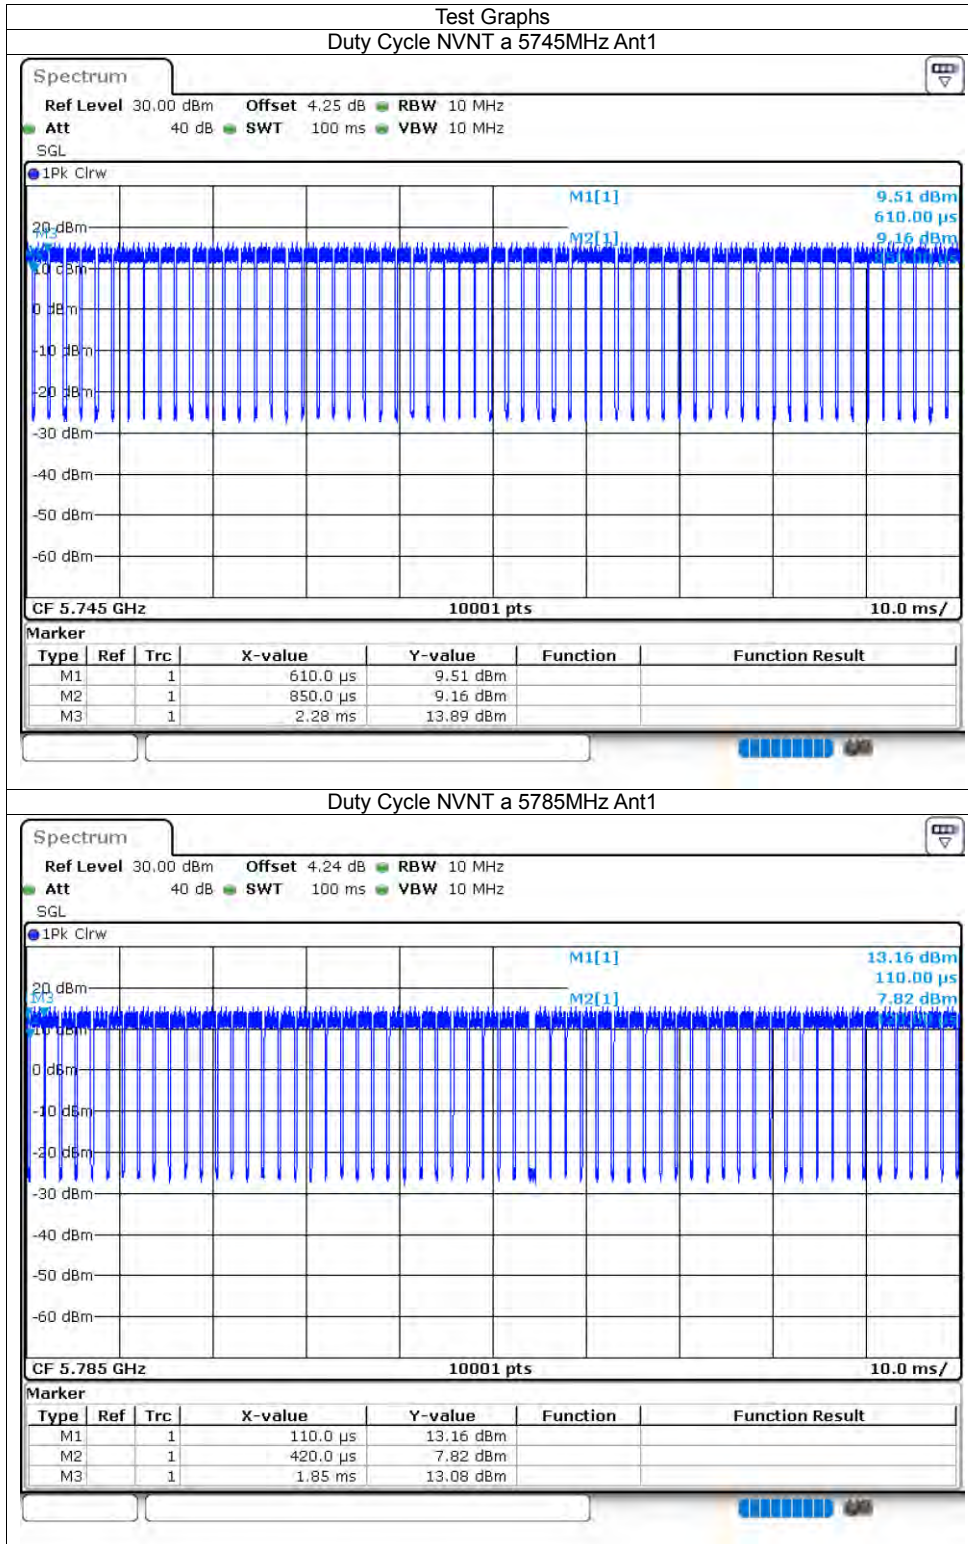 Test Graphs
Duty Cycle NVNT a 5745MHz Ant1
Spectrum
Ref Level 30.00 dBm Offset 4.25 dB RBW 10 MHz
Att 40 dB SWT 100 ms VBW 10 MHz
SGL
1Pk Clrw
M1[1] 9.51 dBm
610.00 µs
20 dBm
M3
M2[1] 9.16 dBm
10 dBm
0 dBm
-10 dBm
-20 dBm
-30 dBm
-40 dBm
-50 dBm
-60 dBm
CF 5.745 GHz 10001 pts 10.0 ms/
Marker
Type Ref Trc X-value Y-value Function Function Result
M1 1 610.0 µs 9.51 dBm
M2 1 850.0 µs 9.16 dBm
M3 1 2.28 ms 13.89 dBm
Duty Cycle NVNT a 5785MHz Ant1
Spectrum
Ref Level 30.00 dBm Offset 4.24 dB RBW 10 MHz
Att 40 dB SWT 100 ms VBW 10 MHz
SGL
1Pk Clrw
M1[1] 13.16 dBm
110.00 µs
20 dBm
M3
M2[1] 7.82 dBm
10 dBm
0 dBm
-10 dBm
-20 dBm
-30 dBm
-40 dBm
-50 dBm
-60 dBm
CF 5.785 GHz 10001 pts 10.0 ms/
Marker
Type Ref Trc X-value Y-value Function Function Result
M1 1 110.0 µs 13.16 dBm
M2 1 420.0 µs 7.82 dBm
M3 1 1.85 ms 13.08 dBm